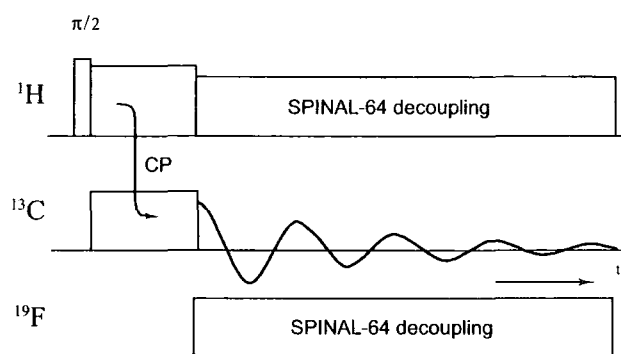 π/2
¹H
SPINAL-64 decoupling
CP
¹³C
t
¹⁹F
SPINAL-64 decoupling